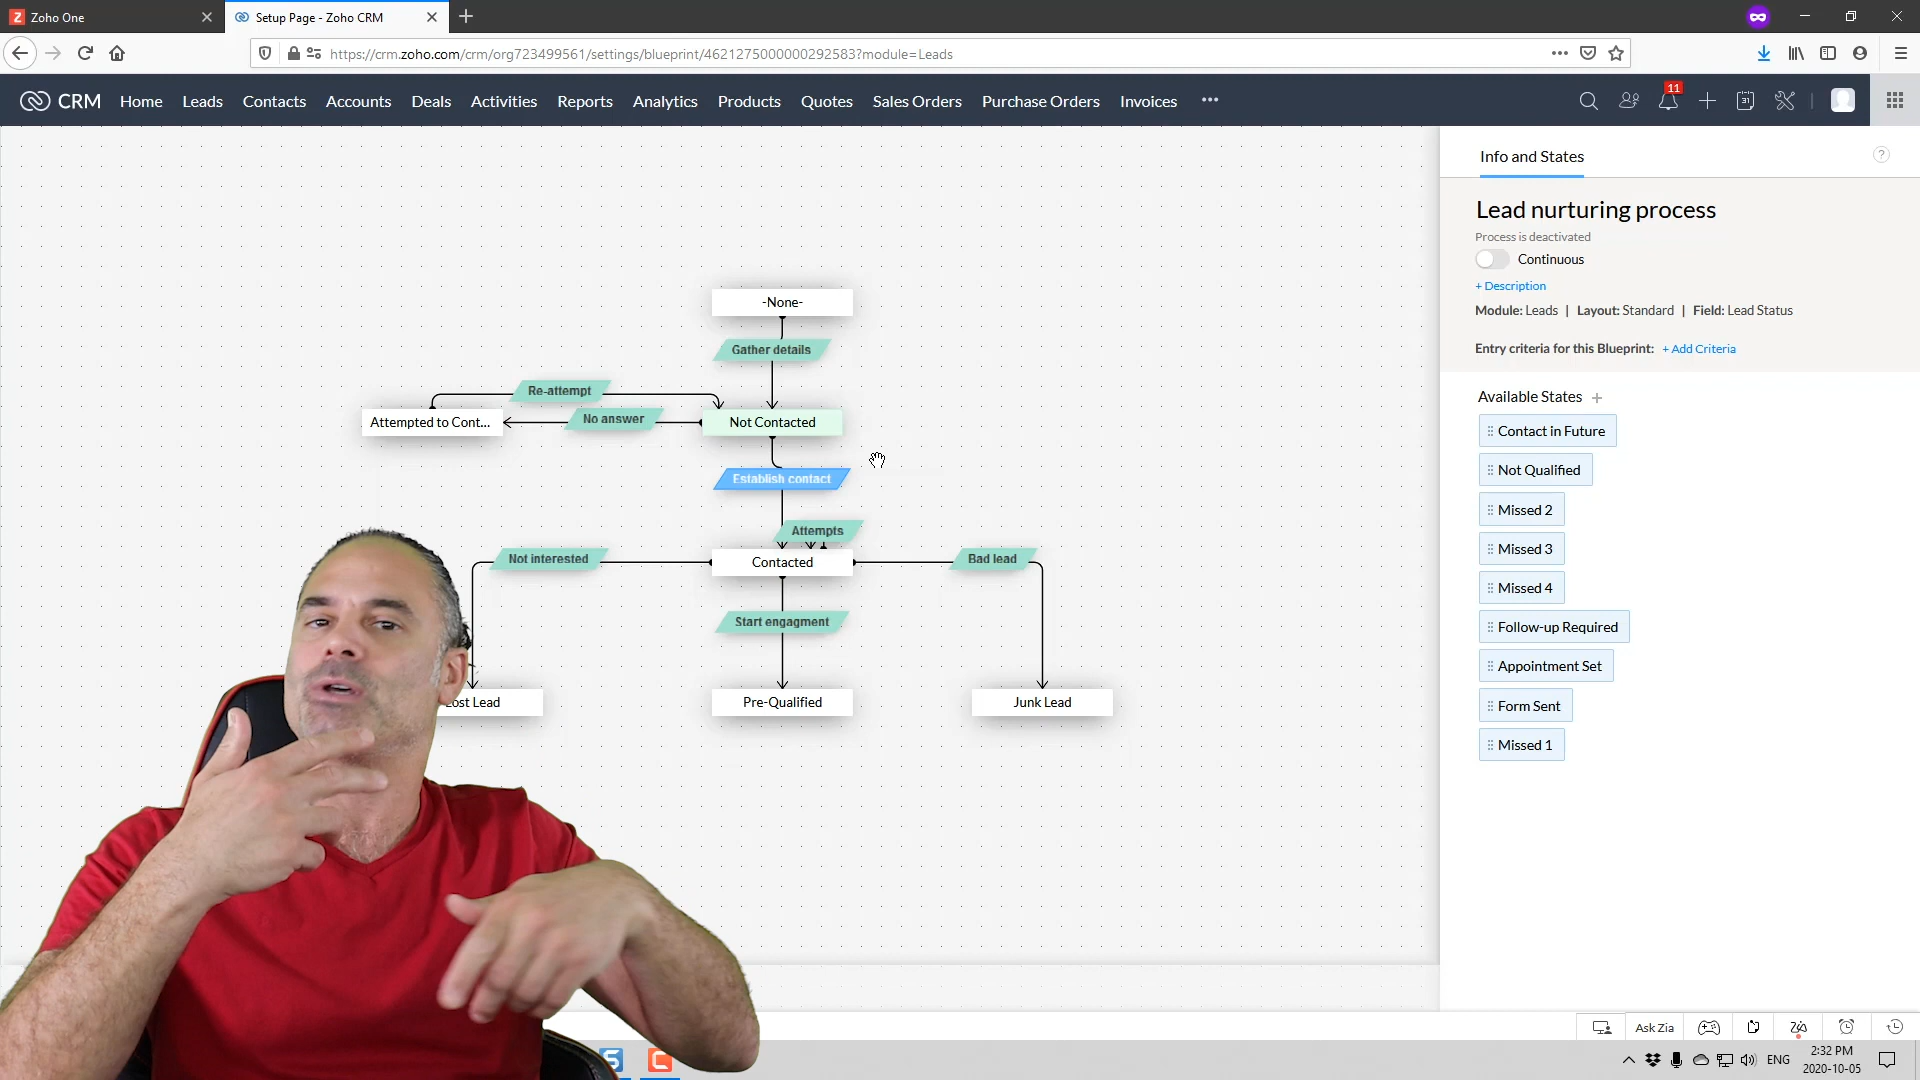 Zoho One
Setup Page - Zoho CRM
https://crm.zoho.com/crm/org723499561/settings/blueprint/4621275000000292583?module=Leads
CRM Home Leads Contacts Accounts Deals Activities Reports Analytics Products Quotes Sales Orders Purchase Orders Invoices
11
31
Info and States
Lead nurturing process
Process is deactivated
Continuous
+ Description
Module: Leads | Layout: Standard | Field: Lead Status
Entry criteria for this Blueprint: + Add Criteria
Available States +
Contact in Future
Not Qualified
Missed 2
Missed 3
Missed 4
Follow-up Required
Appointment Set
Form Sent
Missed 1
-None-
Gather details
Re-attempt
No answer
Attempted to Cont...
Not Contacted
Establish contact
Attempts
Not interested
Contacted
Bad lead
Start engagment
Lost Lead
Pre-Qualified
Junk Lead
Ask Zia
ENG
2:32 PM
2020-10-05